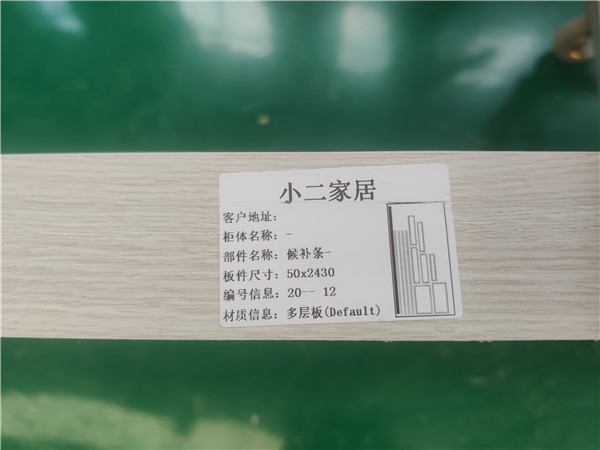 小二家居
客户地址:
柜体名称: -
部件名称: 候补条-
板件尺寸: 50x2430
编号信息: 20-- 12
材质信息: 多层板(Default)